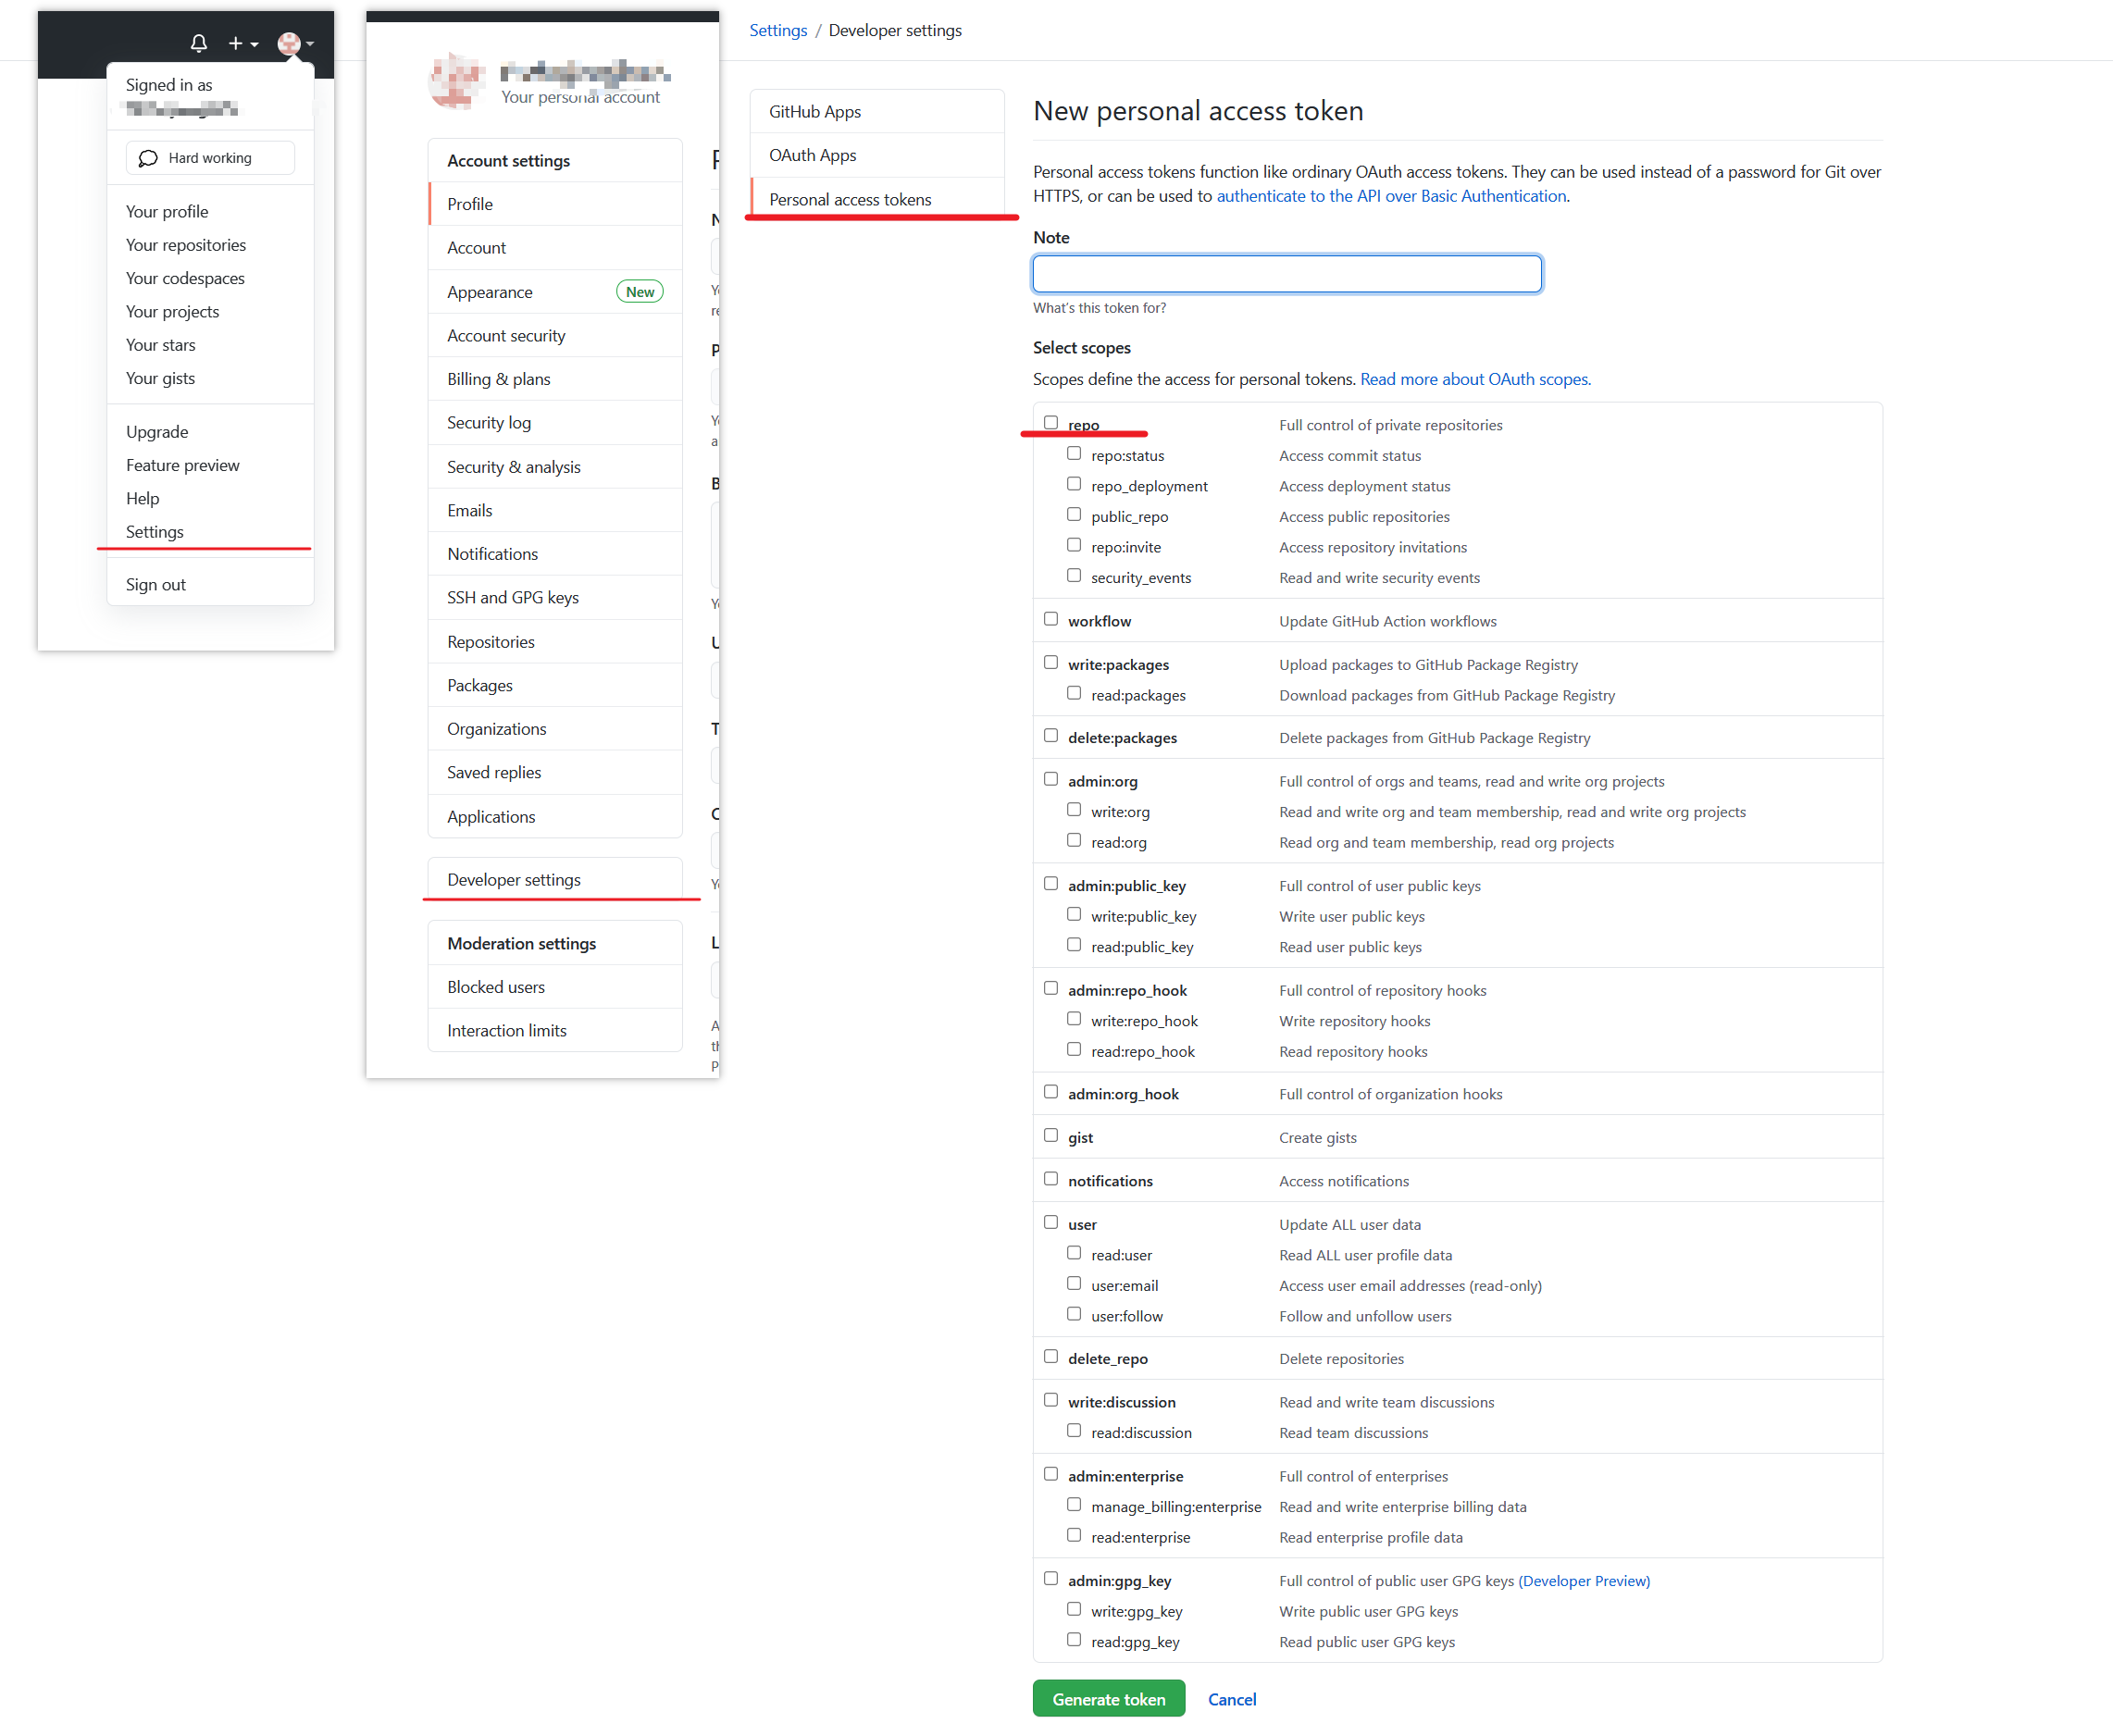 Signed in as
Hard working
Your profile
Your repositories
Your codespaces
Your projects
Your stars
Your gists
Upgrade
Feature preview
Help
Settings
Sign out
Your personal account
Account settings
Profile
Account
Appearance New
Account security
Billing & plans
Security log
Security & analysis
Emails
Notifications
SSH and GPG keys
Repositories
Packages
Organizations
Saved replies
Applications
Developer settings
Moderation settings
Blocked users
Interaction limits
Settings / Developer settings
GitHub Apps
OAuth Apps
Personal access tokens
New personal access token
Personal access tokens function like ordinary OAuth access tokens. They can be used instead of a password for Git over
HTTPS, or can be used to authenticate to the API over Basic Authentication.
Note
What's this token for?
Select scopes
Scopes define the access for personal tokens. Read more about OAuth scopes.
repo Full control of private repositories
repo:status Access commit status
repo_deployment Access deployment status
public_repo Access public repositories
repo:invite Access repository invitations
security_events Read and write security events
workflow Update GitHub Action workflows
write:packages Upload packages to GitHub Package Registry
read:packages Download packages from GitHub Package Registry
delete:packages Delete packages from GitHub Package Registry
admin:org Full control of orgs and teams, read and write org projects
write:org Read and write org and team membership, read and write org projects
read:org Read org and team membership, read org projects
admin:public_key Full control of user public keys
write:public_key Write user public keys
read:public_key Read user public keys
admin:repo_hook Full control of repository hooks
write:repo_hook Write repository hooks
read:repo_hook Read repository hooks
admin:org_hook Full control of organization hooks
gist Create gists
notifications Access notifications
user Update ALL user data
read:user Read ALL user profile data
user:email Access user email addresses (read-only)
user:follow Follow and unfollow users
delete_repo Delete repositories
write:discussion Read and write team discussions
read:discussion Read team discussions
admin:enterprise Full control of enterprises
manage_billing:enterprise Read and write enterprise billing data
read:enterprise Read enterprise profile data
admin:gpg_key Full control of public user GPG keys (Developer Preview)
write:gpg_key Write public user GPG keys
read:gpg_key Read public user GPG keys
Generate token Cancel